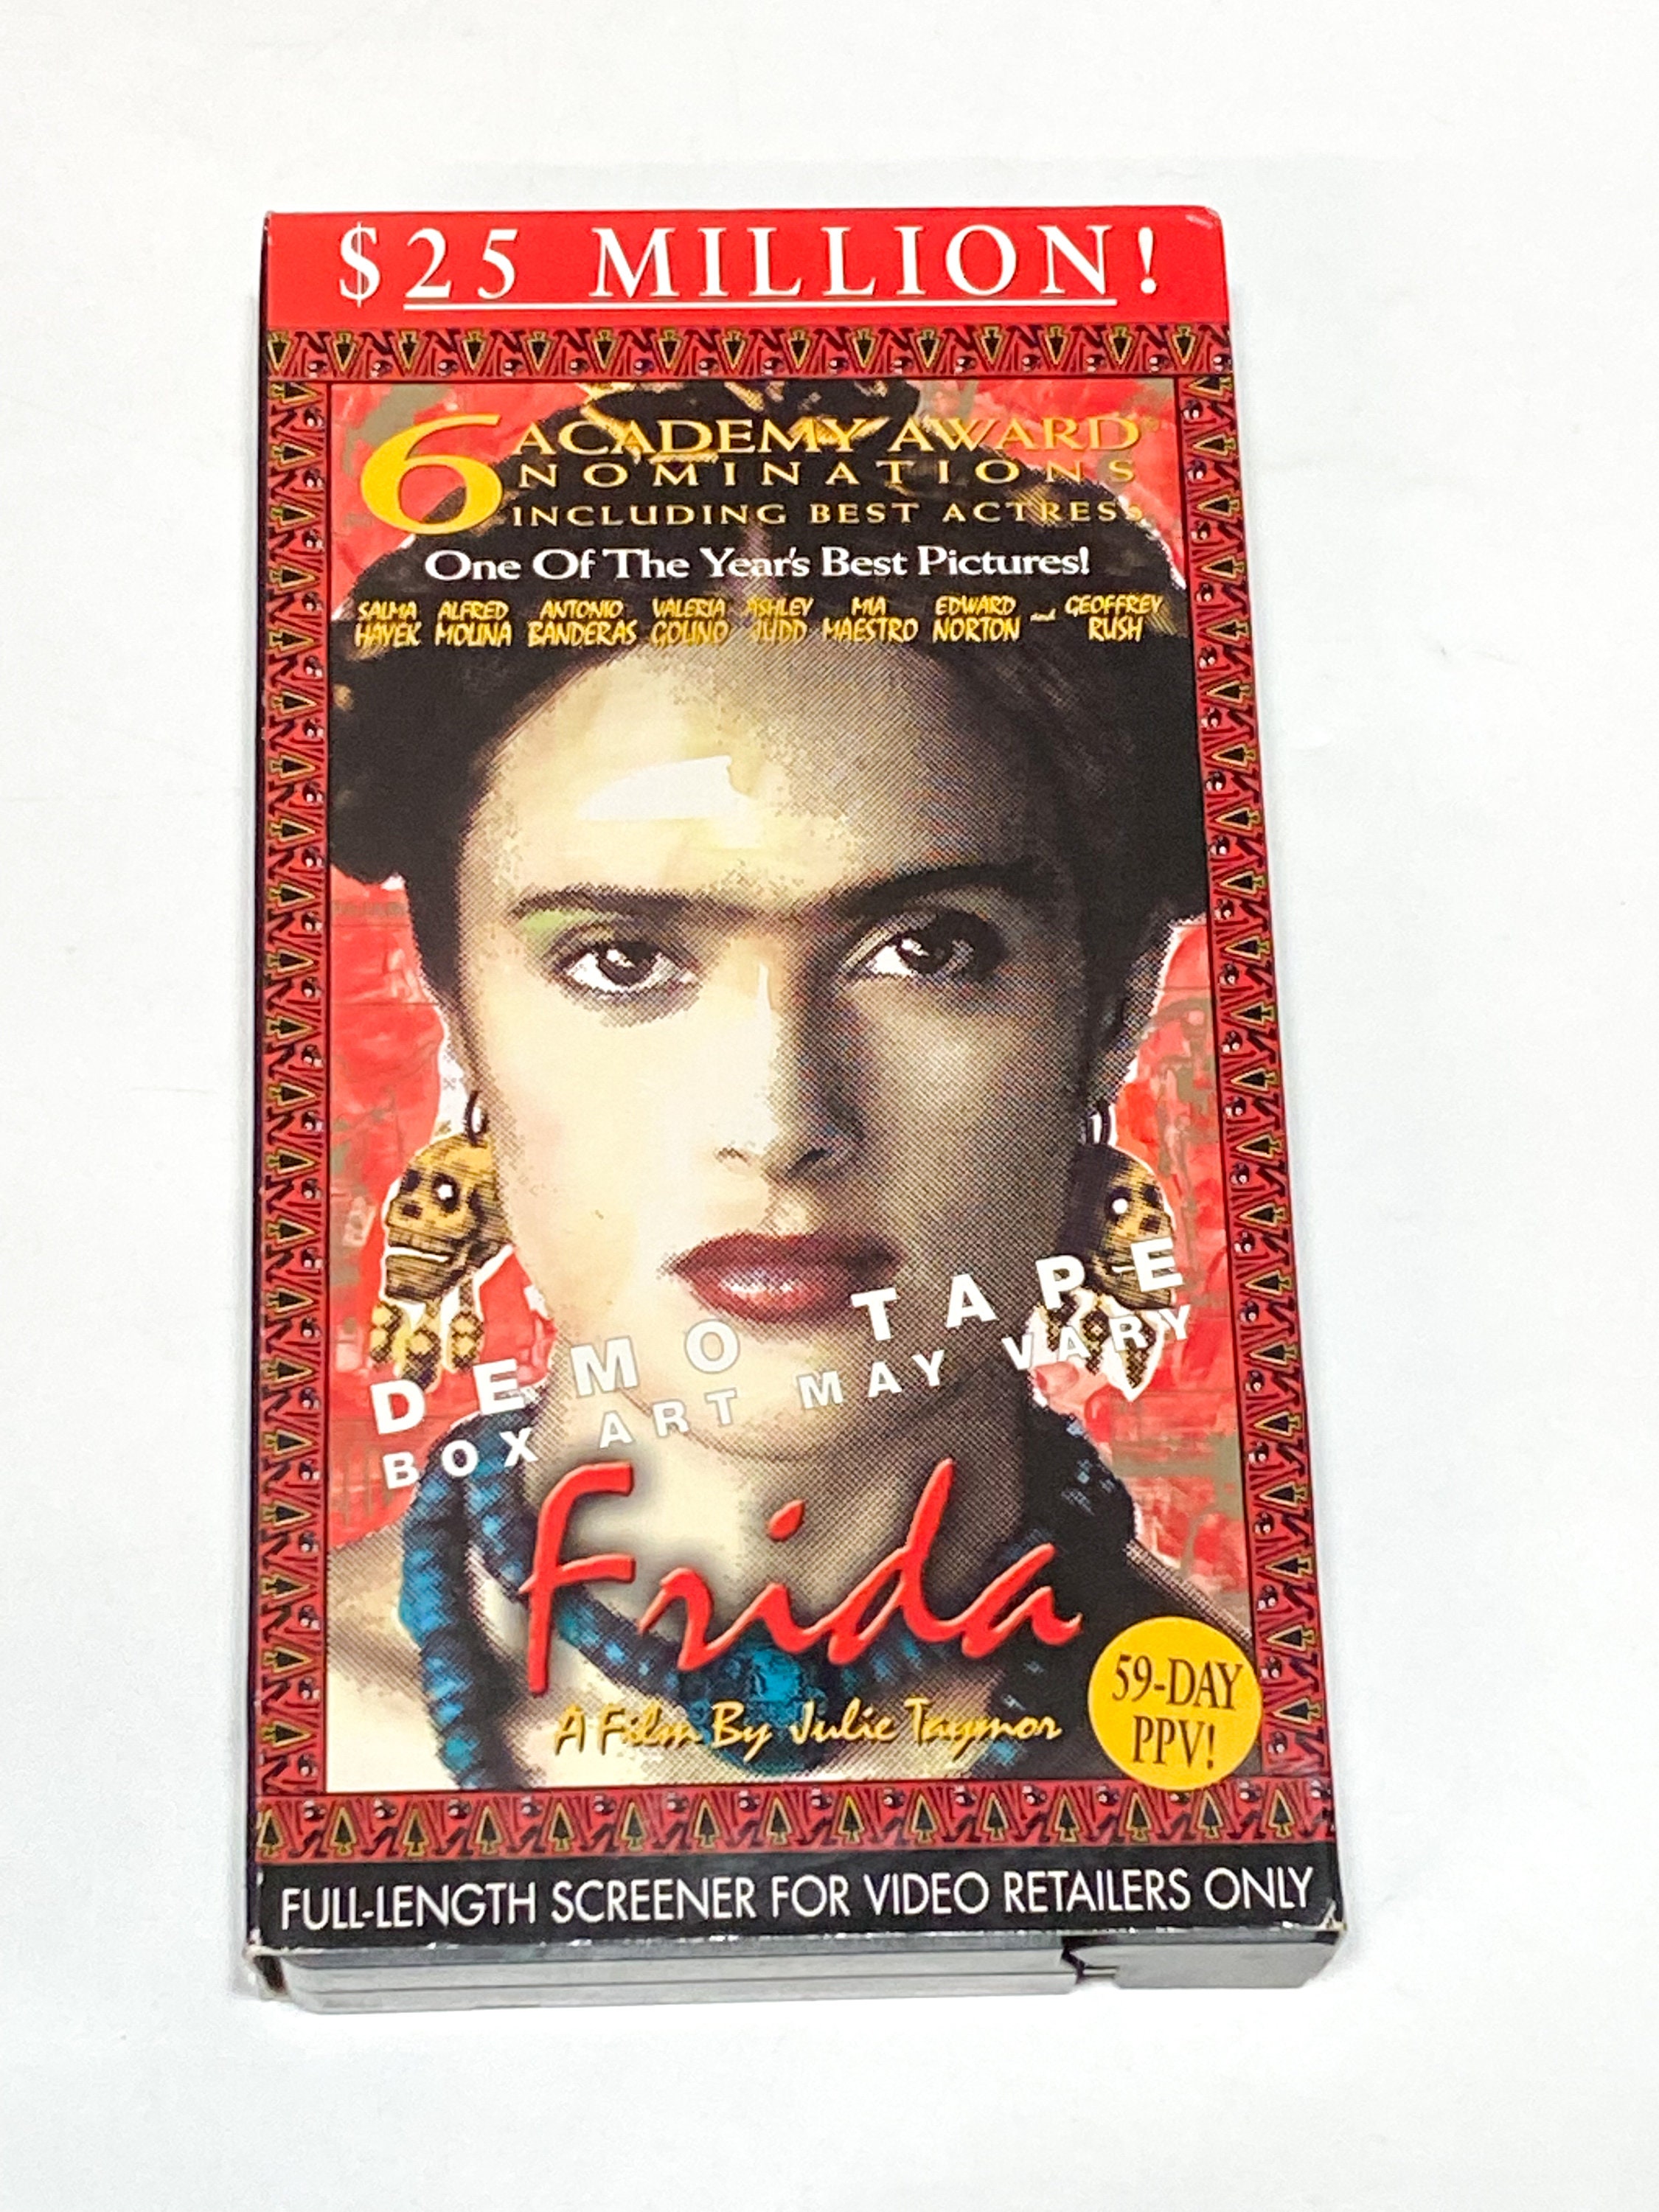 $25 MILLION!
6 ACADEMY AWARD®
NOMINATIONS
INCLUDING BEST ACTRESS
One Of The Year's Best Pictures!
SALMA HAYEK ALFRED MOLINA ANTONIO BANDERAS VALERIA GOLINO ASHLEY JUDD MIA MAESTRO EDWARD NORTON and GEOFFREY RUSH
DEMO TAPE
BOX ART MAY VARY
Frida
A Film By Julie Taymor
59-DAY
PPV!
FULL-LENGTH SCREENER FOR VIDEO RETAILERS ONLY